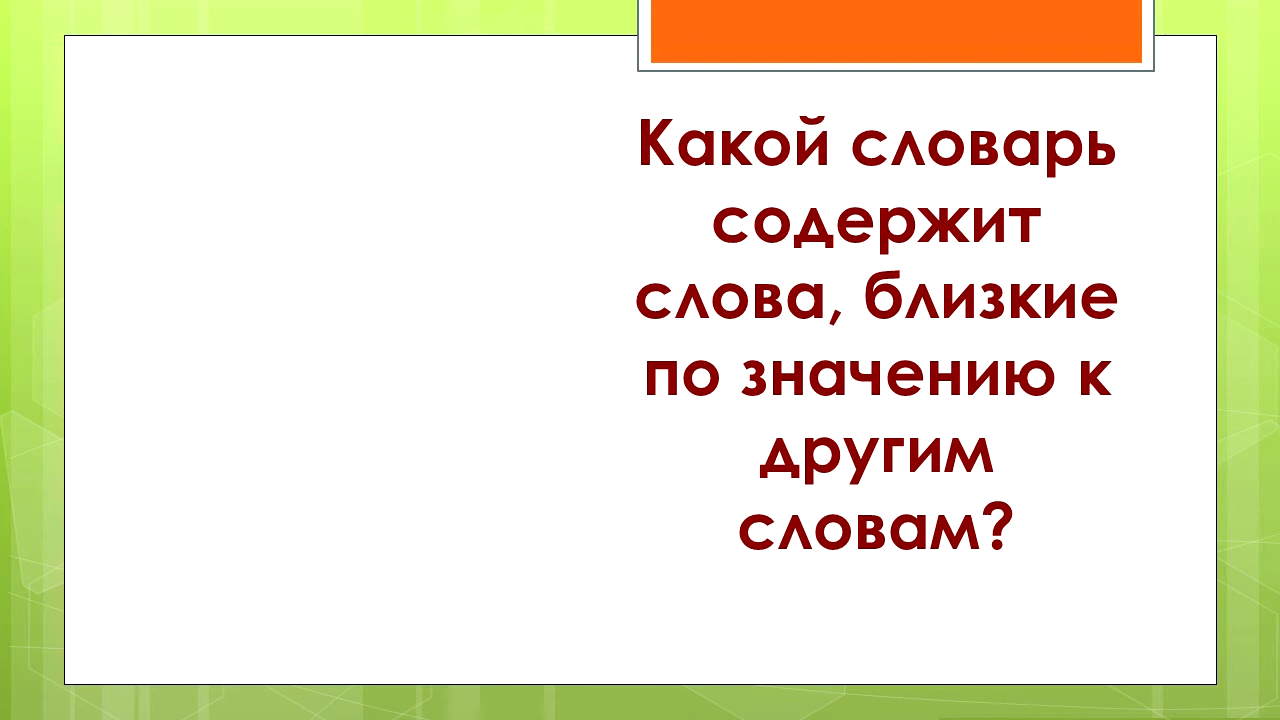 Какой словарь
содержит
слова, близкие
по значению к
другим
словам?